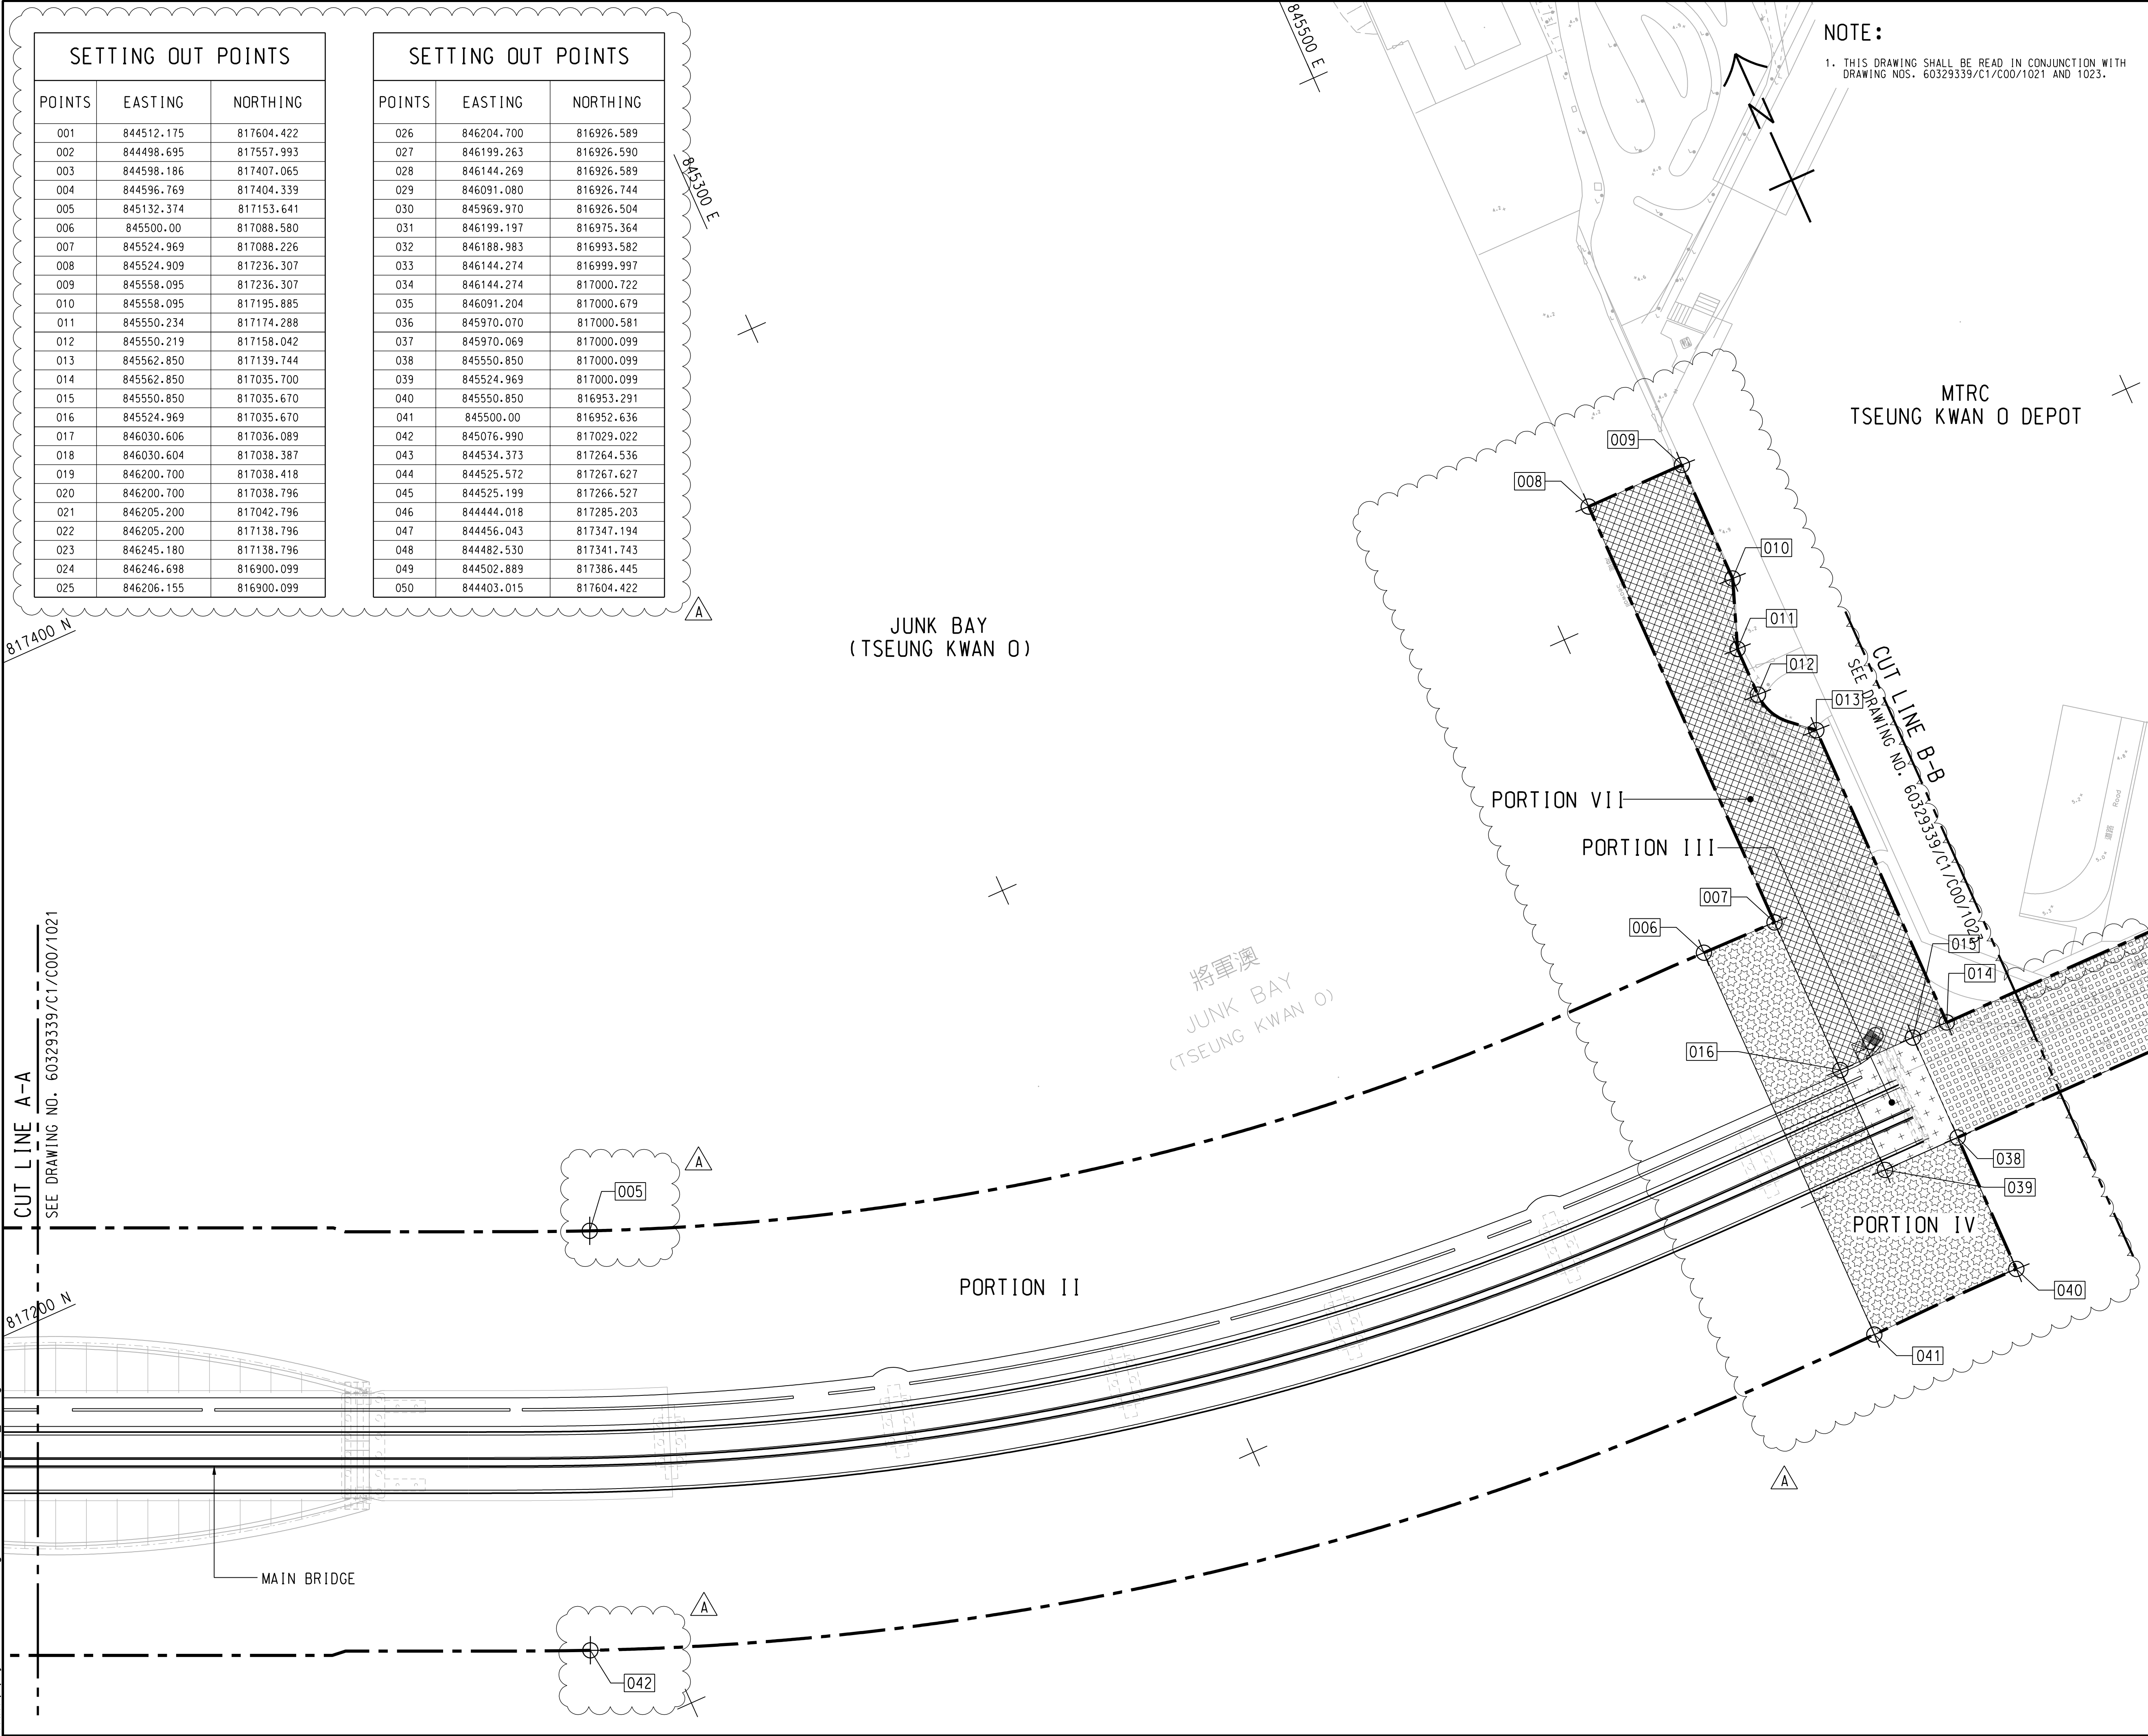 SETTING OUT POINTS
POINTS EASTING NORTHING
001 844512.175 817604.422
002 844498.695 817557.993
003 844598.186 817407.065
004 844596.769 817404.339
005 845132.374 817153.641
006 845500.00 817088.580
007 845524.969 817088.226
008 845524.909 817236.307
009 845558.095 817236.307
010 845558.095 817195.885
011 845550.234 817174.288
012 845550.219 817158.042
013 845562.850 817139.744
014 845562.850 817035.700
015 845550.850 817035.670
016 845524.969 817035.670
017 846030.606 817036.089
018 846030.604 817038.387
019 846200.700 817038.418
020 846200.700 817038.796
021 846205.200 817042.796
022 846205.200 817138.796
023 846245.180 817138.796
024 846246.698 816900.099
025 846206.155 816900.099
SETTING OUT POINTS
POINTS EASTING NORTHING
026 846204.700 816926.589
027 846199.263 816926.590
028 846144.269 816926.589
029 846091.080 816926.744
030 845969.970 816926.504
031 846199.197 816975.364
032 846188.983 816993.582
033 846144.274 816999.997
034 846144.274 817000.722
035 846091.204 817000.679
036 845970.070 817000.581
037 845970.069 817000.099
038 845550.850 817000.099
039 845524.969 817000.099
040 845550.850 816953.291
041 845500.00 816952.636
042 845076.990 817029.022
043 844534.373 817264.536
044 844525.572 817267.627
045 844525.199 817266.527
046 844444.018 817285.203
047 844456.043 817347.194
048 844482.530 817341.743
049 844502.889 817386.445
050 844403.015 817604.422
A
845300 E
845500 E
N
NOTE:
1. THIS DRAWING SHALL BE READ IN CONJUNCTION WITH
DRAWING NOS. 60329339/C1/C00/1021 AND 1023.
MTRC
TSEUNG KWAN O DEPOT
817400 N
JUNK BAY
(TSEUNG KWAN O)
009
008
010
011
012
013
CUT LINE B-B
SEE DRAWING NO. 60329339/C1/C00/1023
道路
Road
5.2
4.8
5.0
5.3
PORTION VII
PORTION III
007
006
015
014
016
將軍澳
JUNK BAY
(TSEUNG KWAN O)
038
039
PORTION IV
040
041
A
CUT LINE A-A
SEE DRAWING NO. 60329339/C1/C00/1021
A
005
PORTION II
817200 N
MAIN BRIDGE
A
042